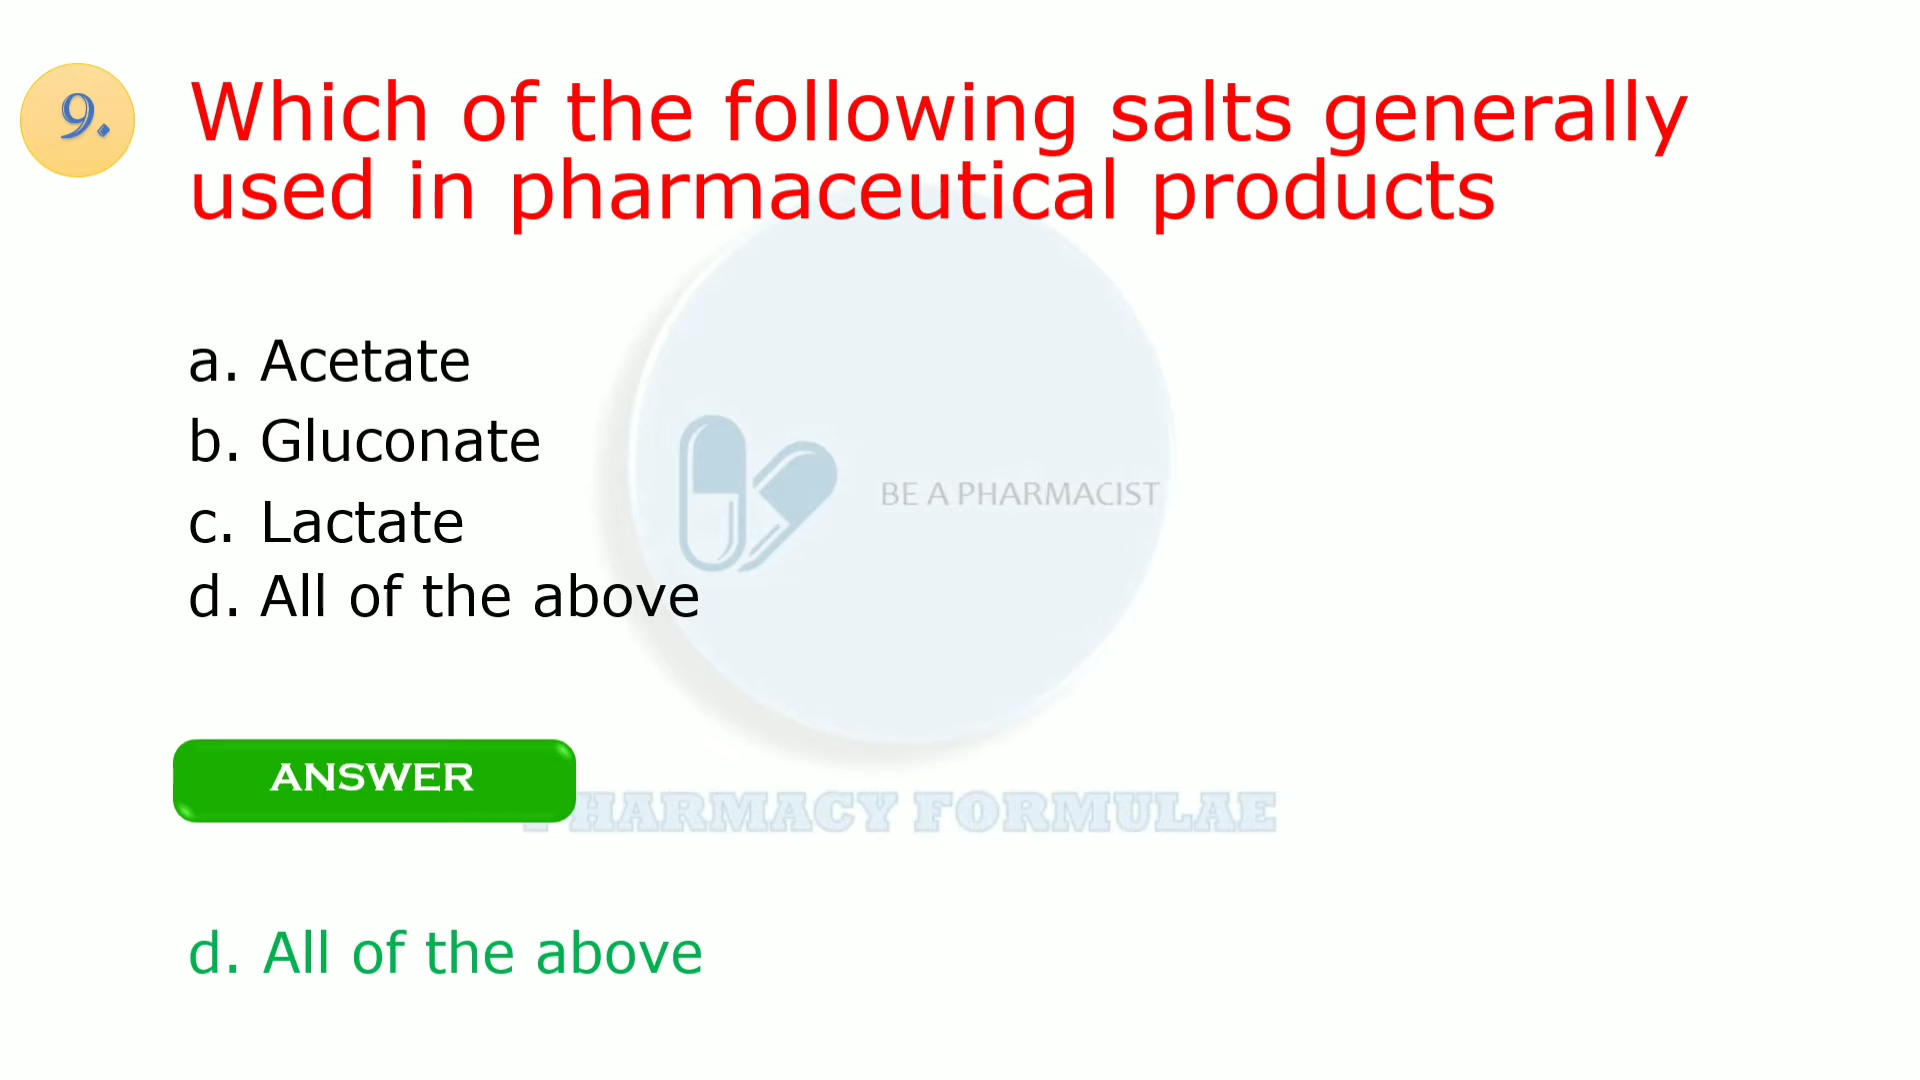 9.
Which of the following salts generally
used in pharmaceutical products
a. Acetate
b. Gluconate
c. Lactate
d. All of the above
BE A PHARMACIST
ANSWER
PHARMACY FORMULAE
d. All of the above